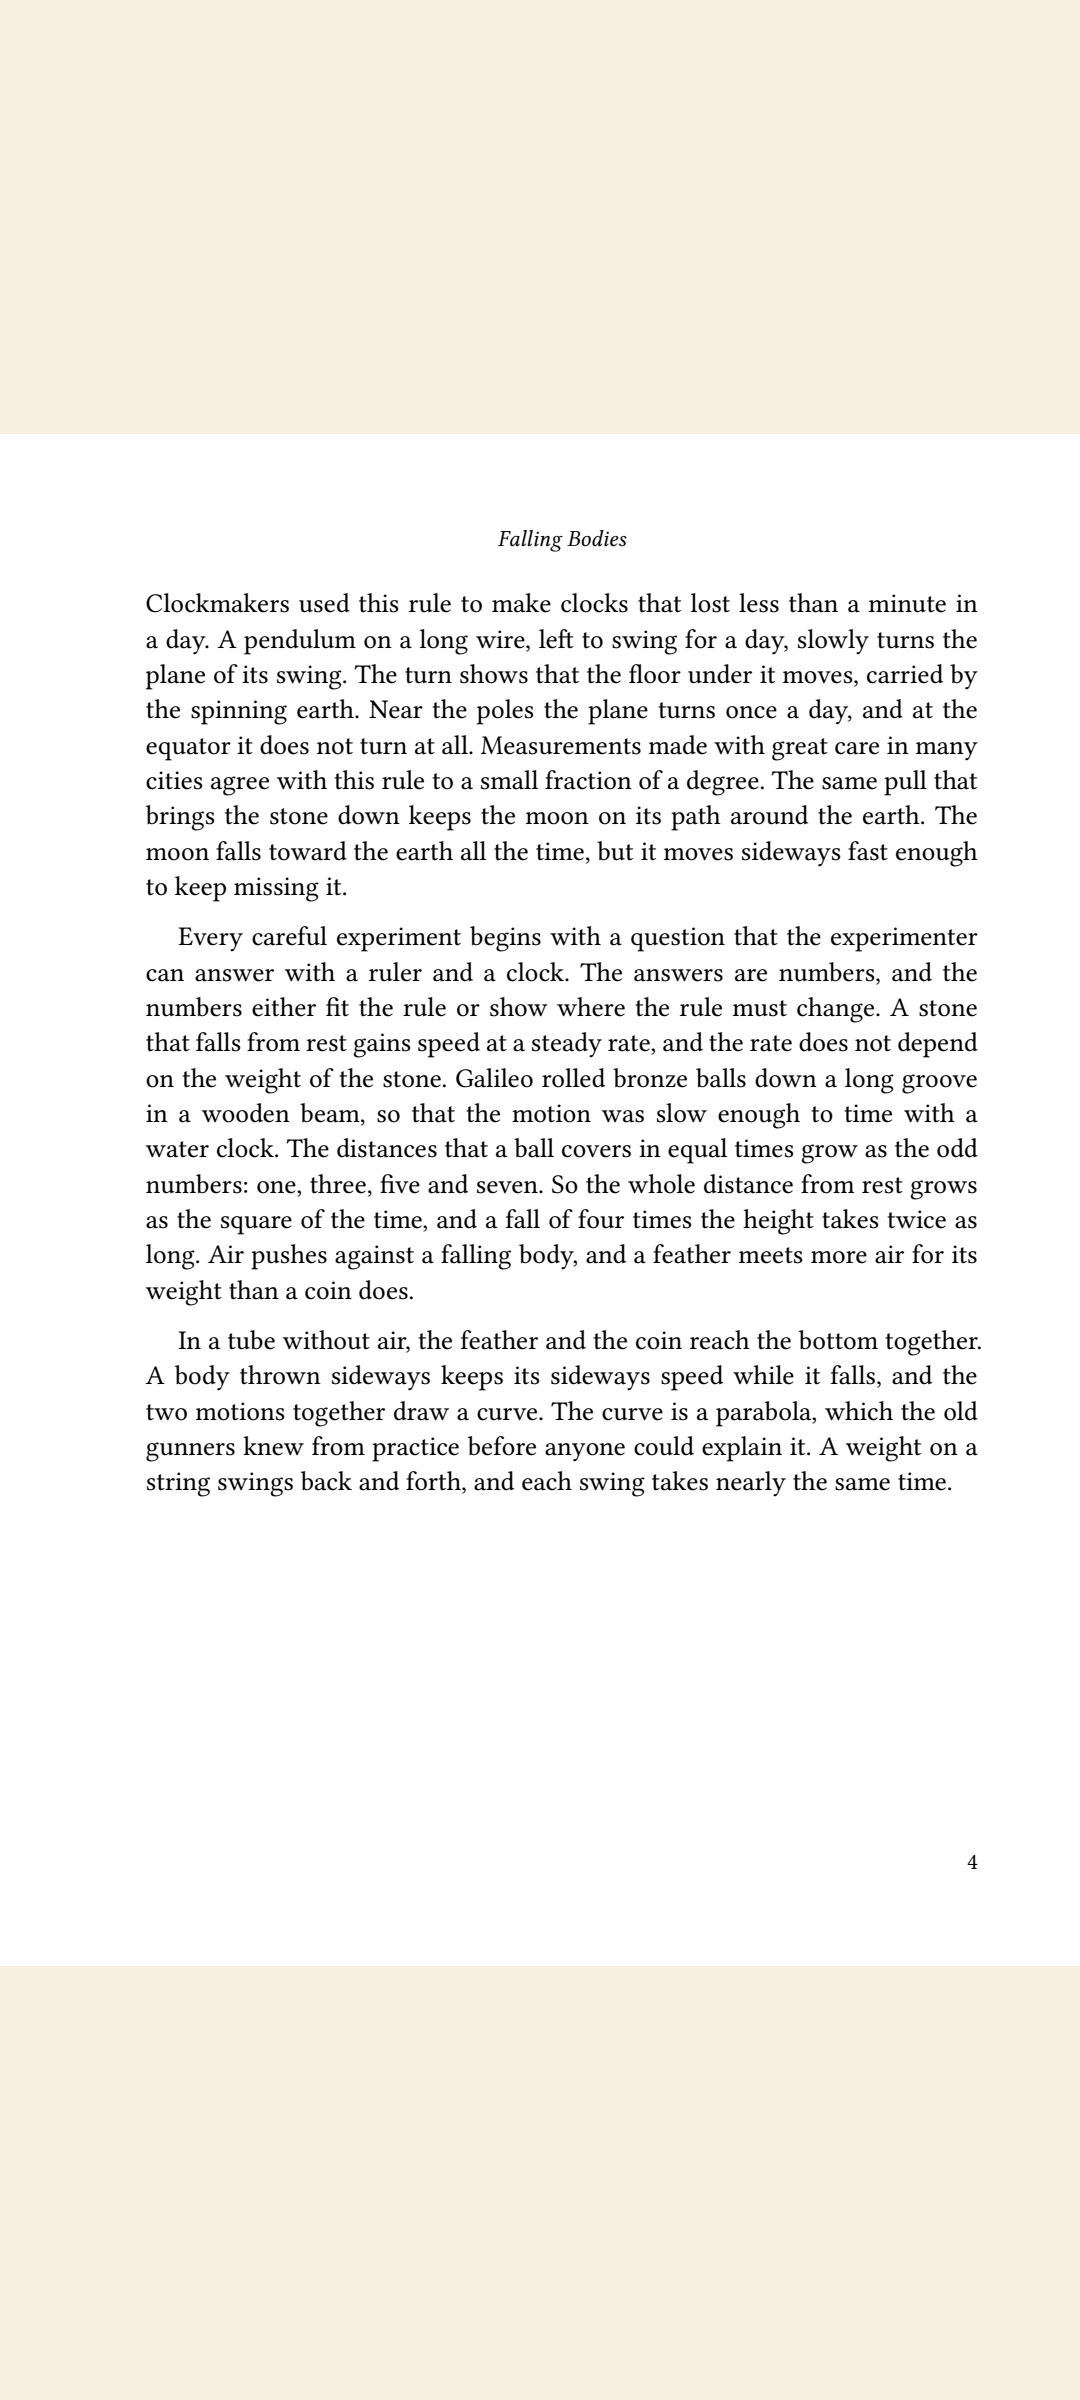 Falling Bodies
Clockmakers used this rule to make clocks that lost less than a minute in
a day. A pendulum on a long wire, left to swing for a day, slowly turns the
plane of its swing. The turn shows that the floor under it moves, carried by
the spinning earth. Near the poles the plane turns once a day, and at the
equator it does not turn at all. Measurements made with great care in many
cities agree with this rule to a small fraction of a degree. The same pull that
brings the stone down keeps the moon on its path around the earth. The
moon falls toward the earth all the time, but it moves sideways fast enough
to keep missing it.
Every careful experiment begins with a question that the experimenter
can answer with a ruler and a clock. The answers are numbers, and the
numbers either fit the rule or show where the rule must change. A stone
that falls from rest gains speed at a steady rate, and the rate does not depend
on the weight of the stone. Galileo rolled bronze balls down a long groove
in a wooden beam, so that the motion was slow enough to time with a
water clock. The distances that a ball covers in equal times grow as the odd
numbers: one, three, five and seven. So the whole distance from rest grows
as the square of the time, and a fall of four times the height takes twice as
long. Air pushes against a falling body, and a feather meets more air for its
weight than a coin does.
In a tube without air, the feather and the coin reach the bottom together.
A body thrown sideways keeps its sideways speed while it falls, and the
two motions together draw a curve. The curve is a parabola, which the old
gunners knew from practice before anyone could explain it. A weight on a
string swings back and forth, and each swing takes nearly the same time.
4